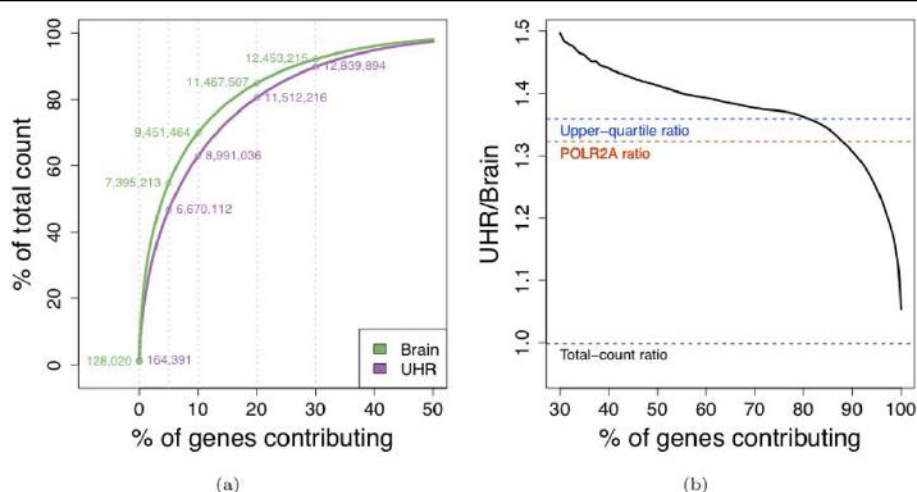 % of total count
100
80
60
40
20
0
12,453,215
12,839,894
11,467,507
11,512,216
9,451,464
8,991,036
7,395,213
6,670,112
128,020
164,391
Brain
UHR
0 10 20 30 40 50
% of genes contributing
(a)
UHR/Brain
1.5
1.4
1.3
1.2
1.1
1.0
Upper-quartile ratio
POLR2A ratio
Total-count ratio
30 40 50 60 70 80 90 100
% of genes contributing
(b)